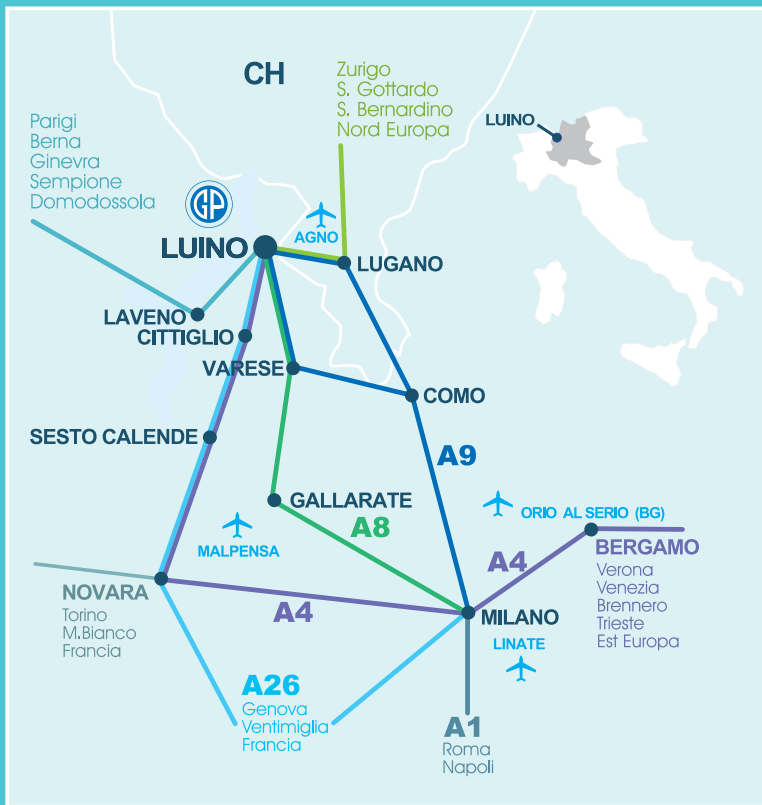 CH
Zurigo
S. Gottardo
S. Bernardino
Nord Europa
LUINO
Parigi
Berna
Ginevra
Sempione
Domodossola
GP
AGNO
LUINO
LUGANO
LAVENO
CITTIGLIO
VARESE
COMO
SESTO CALENDE
A9
GALLARATE
A8
MALPENSA
ORIO AL SERIO (BG)
BERGAMO
Verona
Venezia
Brennero
Trieste
Est Europa
A4
NOVARA
Torino
M.Bianco
Francia
A4
MILANO
LINATE
A26
Genova
Ventimiglia
Francia
A1
Roma
Napoli